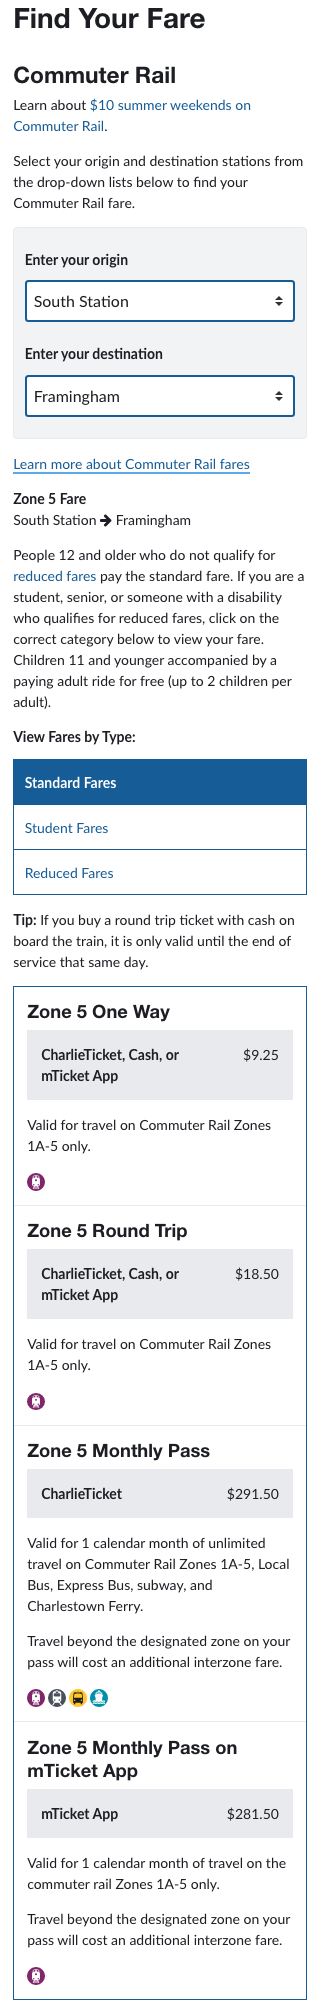 Find Your Fare
Commuter Rail
Learn about $10 summer weekends on
Commuter Rail.
Select your origin and destination stations from
the drop-down lists below to find your
Commuter Rail fare.
Enter your origin
South Station
Enter your destination
Framingham
Learn more about Commuter Rail fares
Zone 5 Fare
South Station → Framingham
People 12 and older who do not qualify for
reduced fares pay the standard fare. If you are a
student, senior, or someone with a disability
who qualifies for reduced fares, click on the
correct category below to view your fare.
Children 11 and younger accompanied by a
paying adult ride for free (up to 2 children per
adult).
View Fares by Type:
Standard Fares
Student Fares
Reduced Fares
Tip: If you buy a round trip ticket with cash on
board the train, it is only valid until the end of
service that same day.
Zone 5 One Way
CharlieTicket, Cash, or $9.25
mTicket App
Valid for travel on Commuter Rail Zones
1A-5 only.
Zone 5 Round Trip
CharlieTicket, Cash, or $18.50
mTicket App
Valid for travel on Commuter Rail Zones
1A-5 only.
Zone 5 Monthly Pass
CharlieTicket $291.50
Valid for 1 calendar month of unlimited
travel on Commuter Rail Zones 1A-5, Local
Bus, Express Bus, subway, and
Charlestown Ferry.
Travel beyond the designated zone on your
pass will cost an additional interzone fare.
Zone 5 Monthly Pass on
mTicket App
mTicket App $281.50
Valid for 1 calendar month of travel on the
commuter rail Zones 1A-5 only.
Travel beyond the designated zone on your
pass will cost an additional interzone fare.